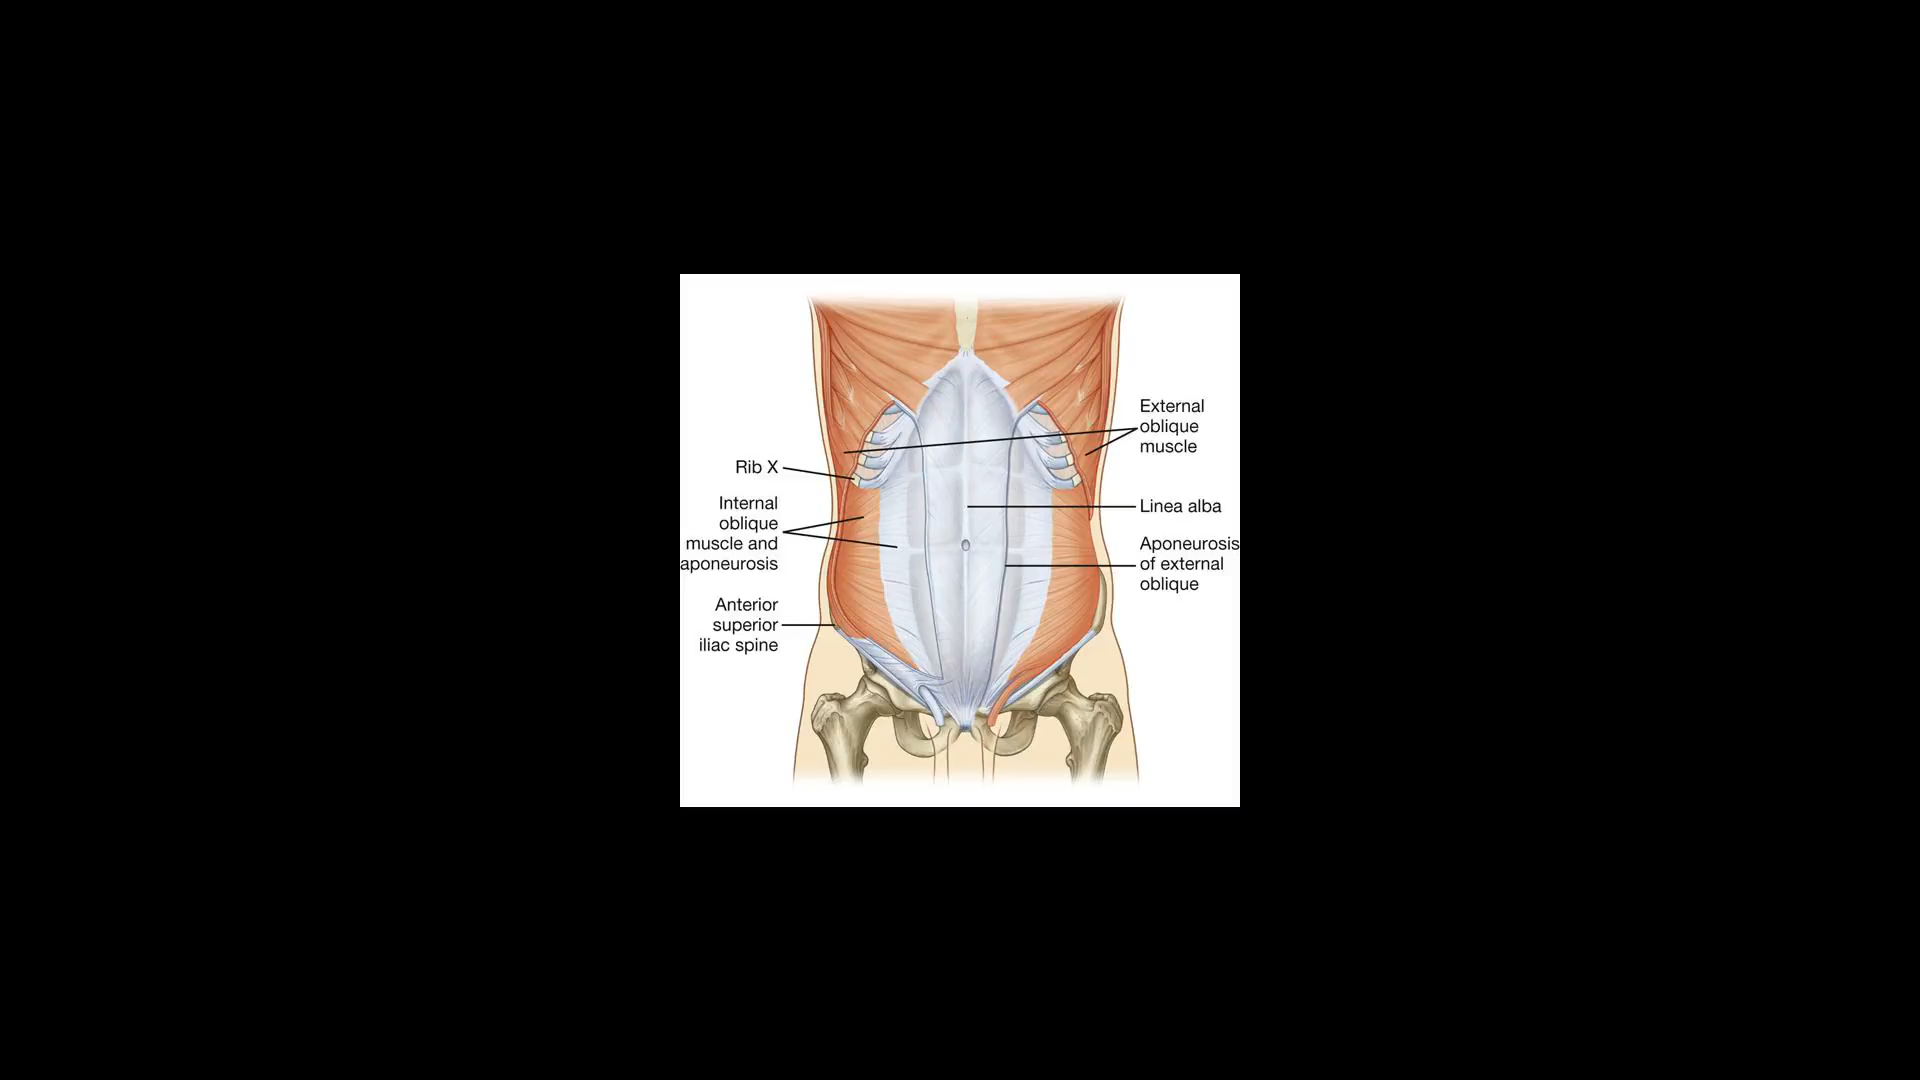 External
oblique
muscle
Rib X
Internal
oblique
muscle and
aponeurosis
Linea alba
Aponeurosis
of external
oblique
Anterior
superior
iliac spine